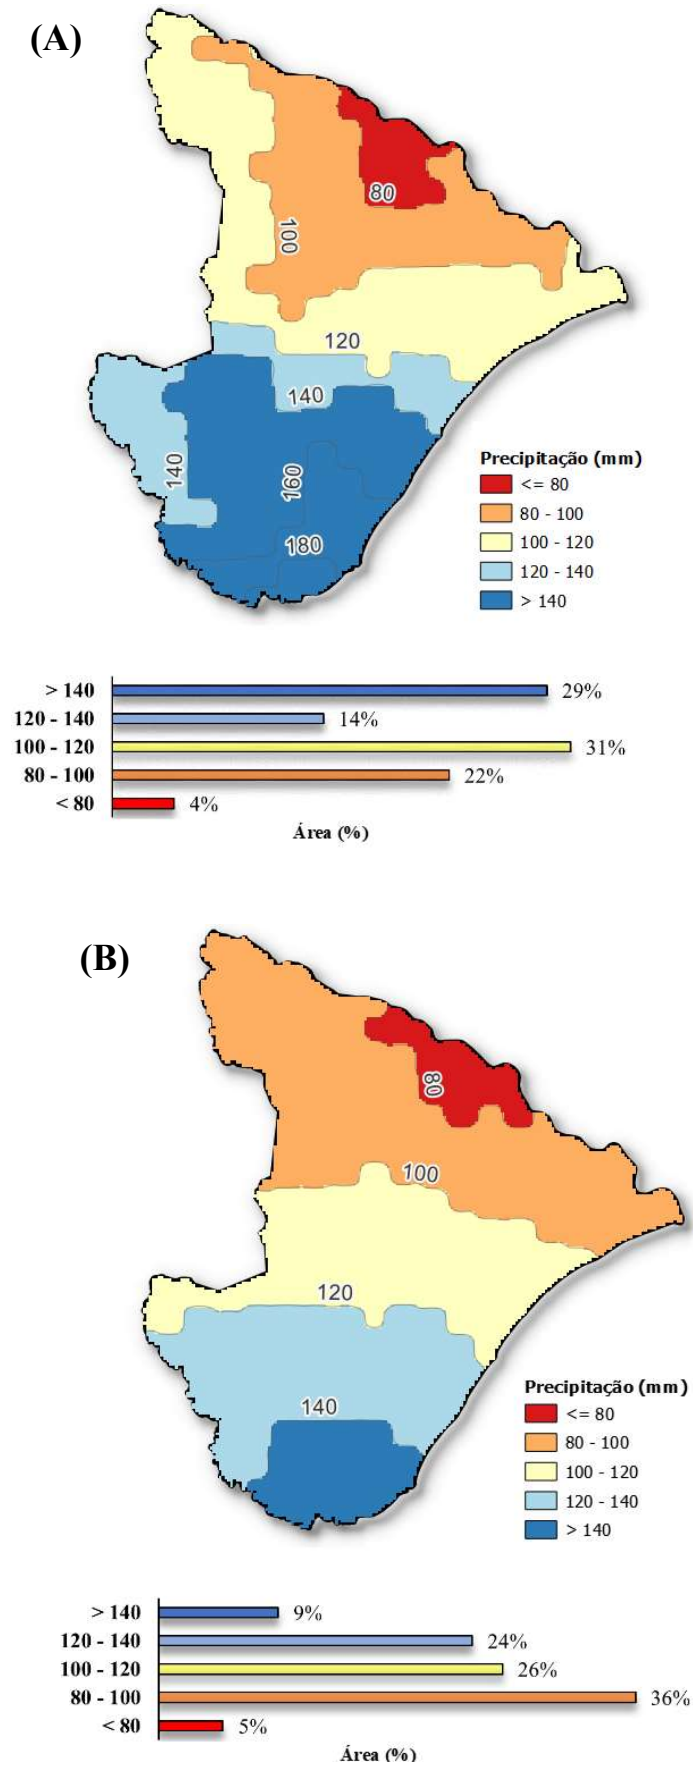 (A)
80
100
120
140
140
160
180
Precipitação (mm)
<= 80
80 - 100
100 - 120
120 - 140
> 140
> 140 29%
120 - 140 14%
100 - 120 31%
80 - 100 22%
< 80 4%
Área (%)
(B)
80
100
120
140
Precipitação (mm)
<= 80
80 - 100
100 - 120
120 - 140
> 140
> 140 9%
120 - 140 24%
100 - 120 26%
80 - 100 36%
< 80 5%
Área (%)